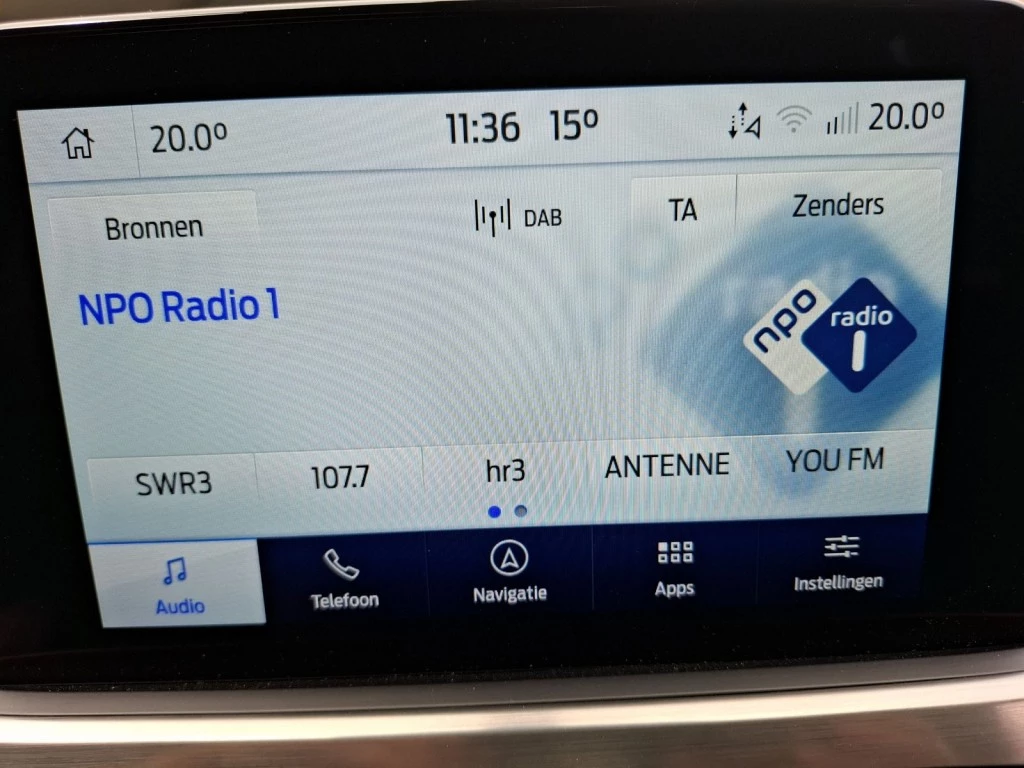 20.0° 11:36 15° 20.0°
Bronnen DAB TA Zenders
NPO Radio 1
npo radio 1
SWR3 107.7 hr3 ANTENNE YOU FM
Audio Telefoon Navigatie Apps Instellingen